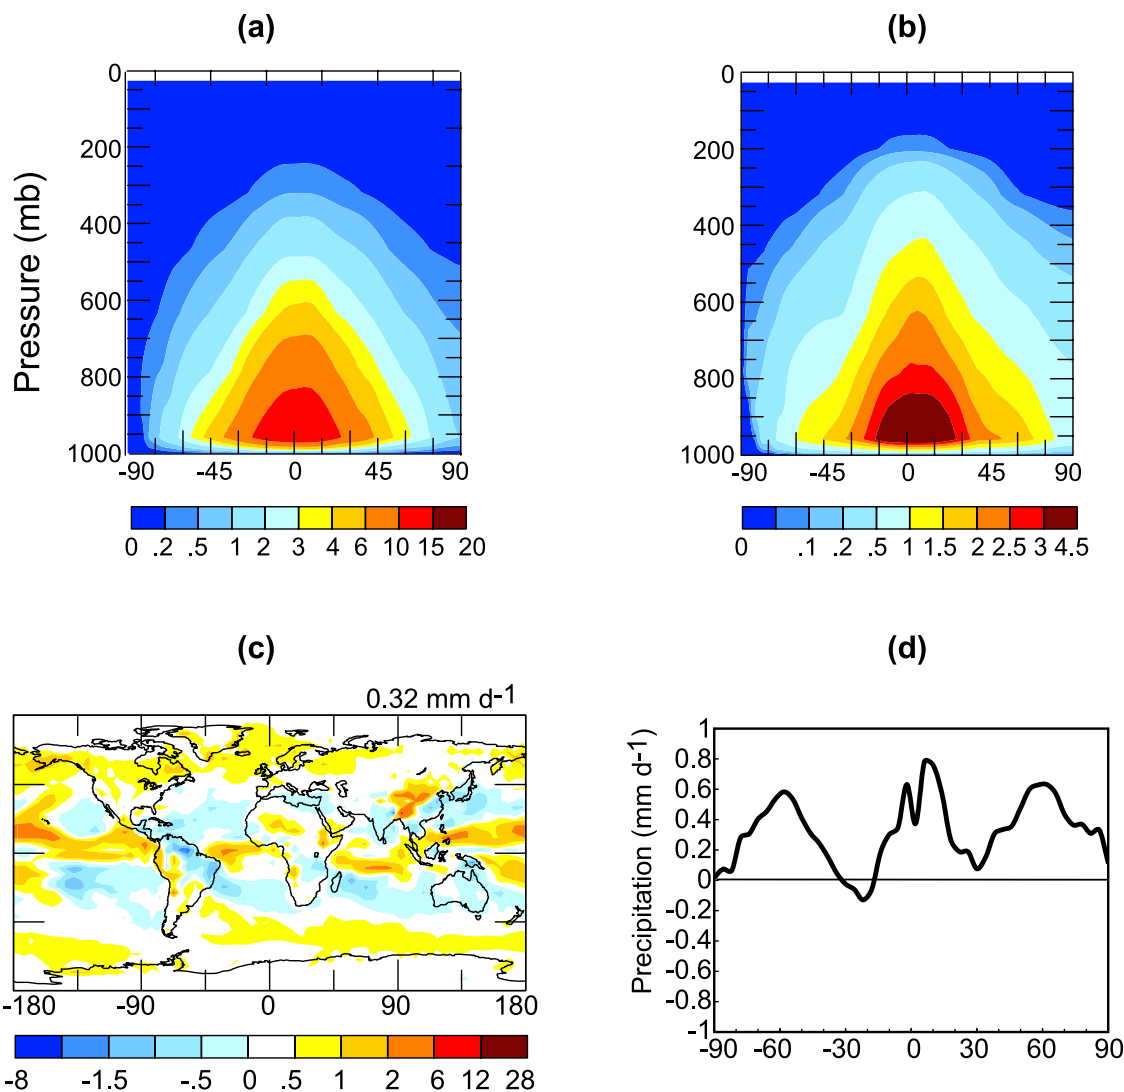 (a)
(b)
Pressure (mb)
0
200
400
600
800
1000
-90 -45 0 45 90
0 .2 .5 1 2 3 4 6 10 15 20
0
200
400
600
800
1000
-90 -45 0 45 90
0 .1 .2 .5 1 1.5 2 2.5 3 4.5
(c)
(d)
0.32 mm d-1
-180 -90 0 90 180
-8 -1.5 -.5 0 .5 1 2 6 12 28
Precipitation (mm d-1)
1
0.8
0.6
0.4
0.2
0
-0.2
-0.4
-0.6
-0.8
-1
-90 -60 -30 0 30 60 90